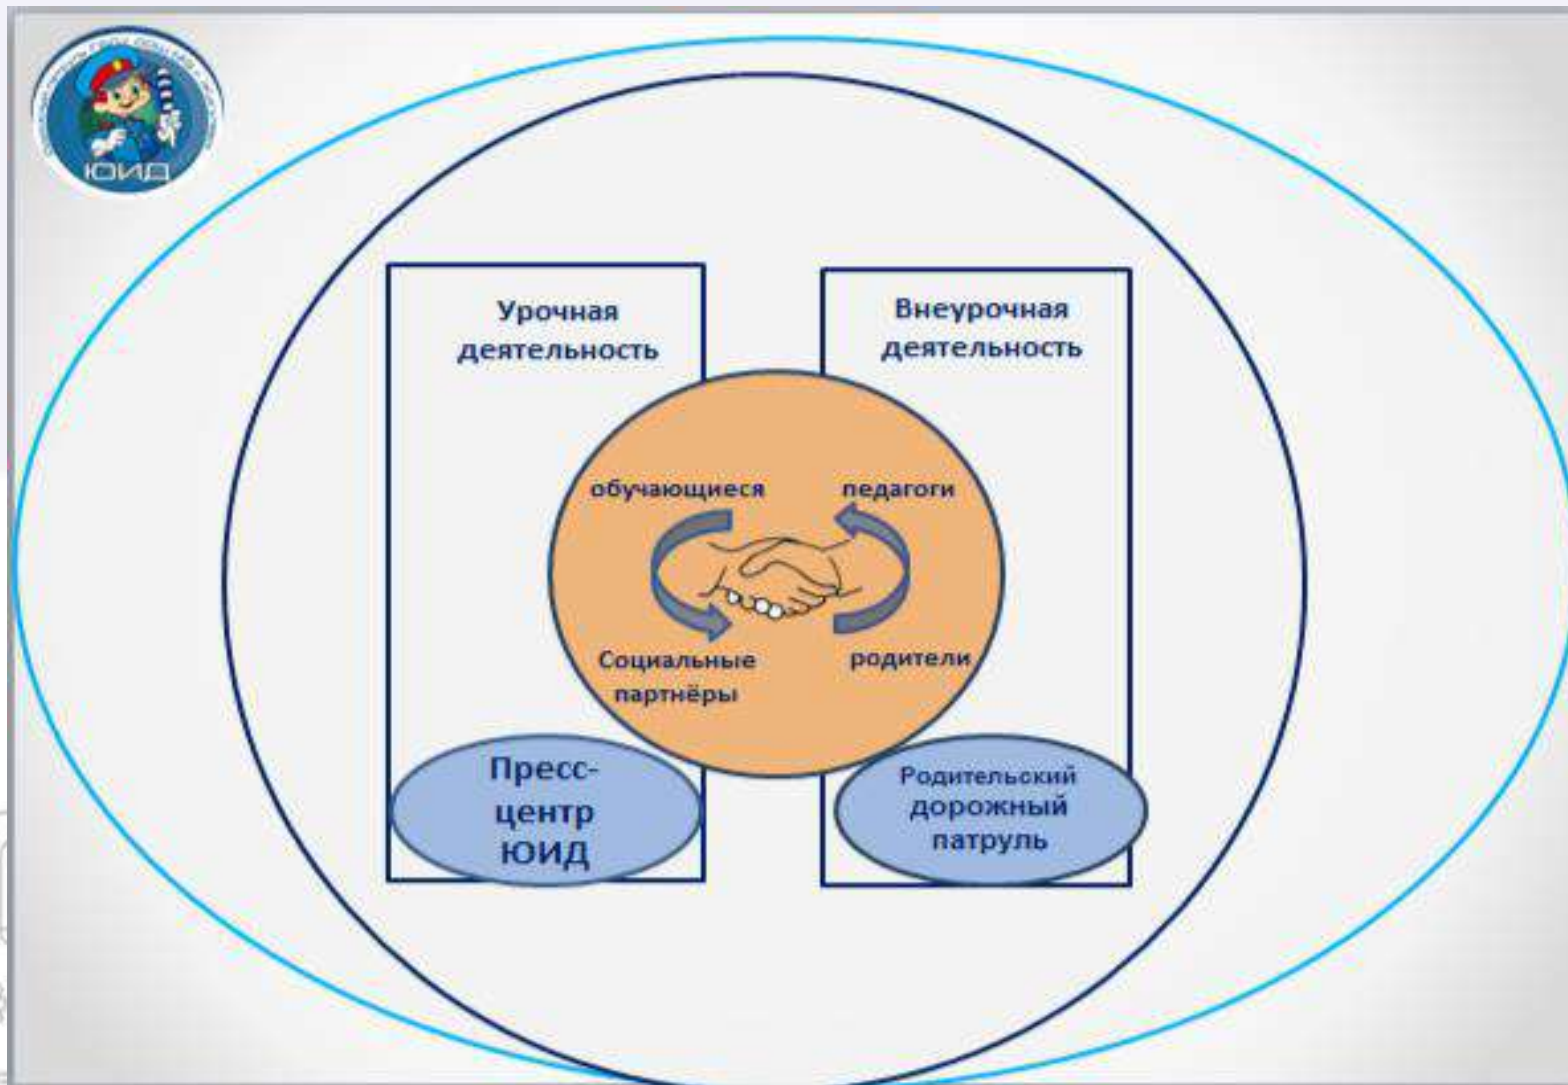 ЮИД
Урочная
деятельность
Внеурочная
деятельность
обучающиеся
педагоги
Социальные
партнёры
родители
Пресс-
центр
ЮИД
Родительский
дорожный
патруль